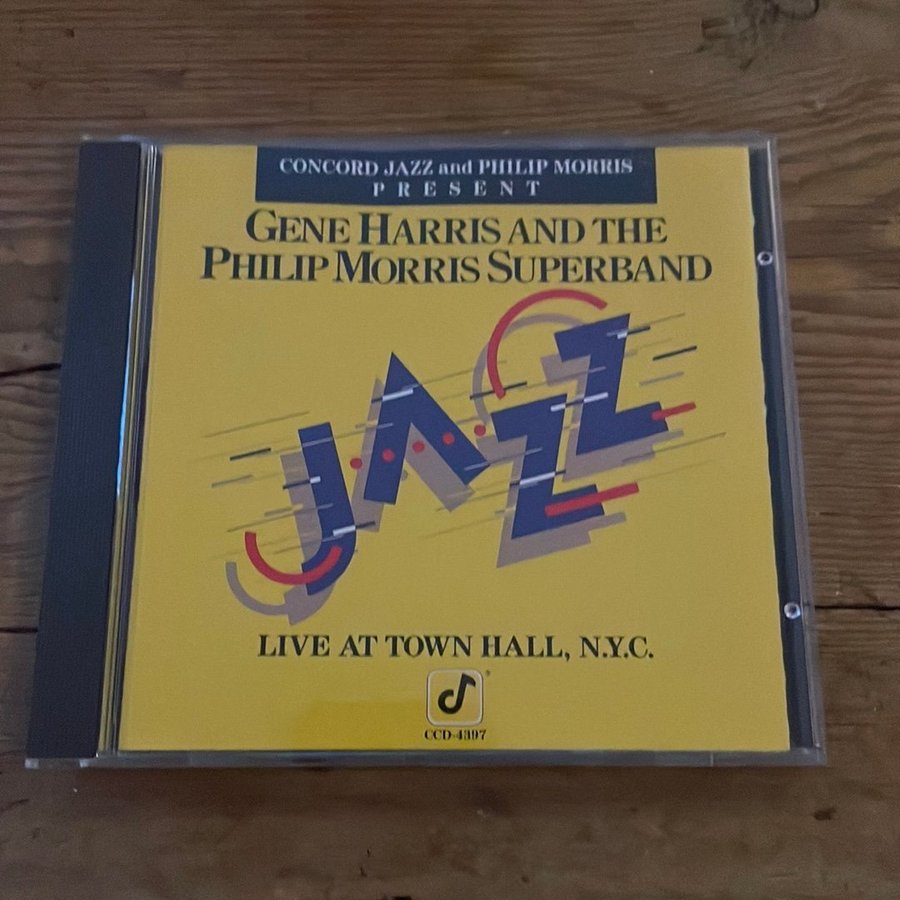 CONCORD JAZZ and PHILIP MORRIS
PRESENT
GENE HARRIS AND THE
PHILIP MORRIS SUPERBAND
JAZZ
LIVE AT TOWN HALL, N.Y.C.
®
CCD-4397